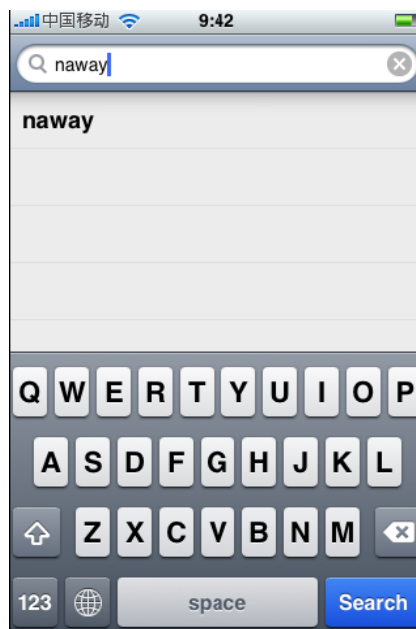 中国移动 9:42
naway
naway
Q W E R T Y U I O P
A S D F G H J K L
Z X C V B N M
123 space Search